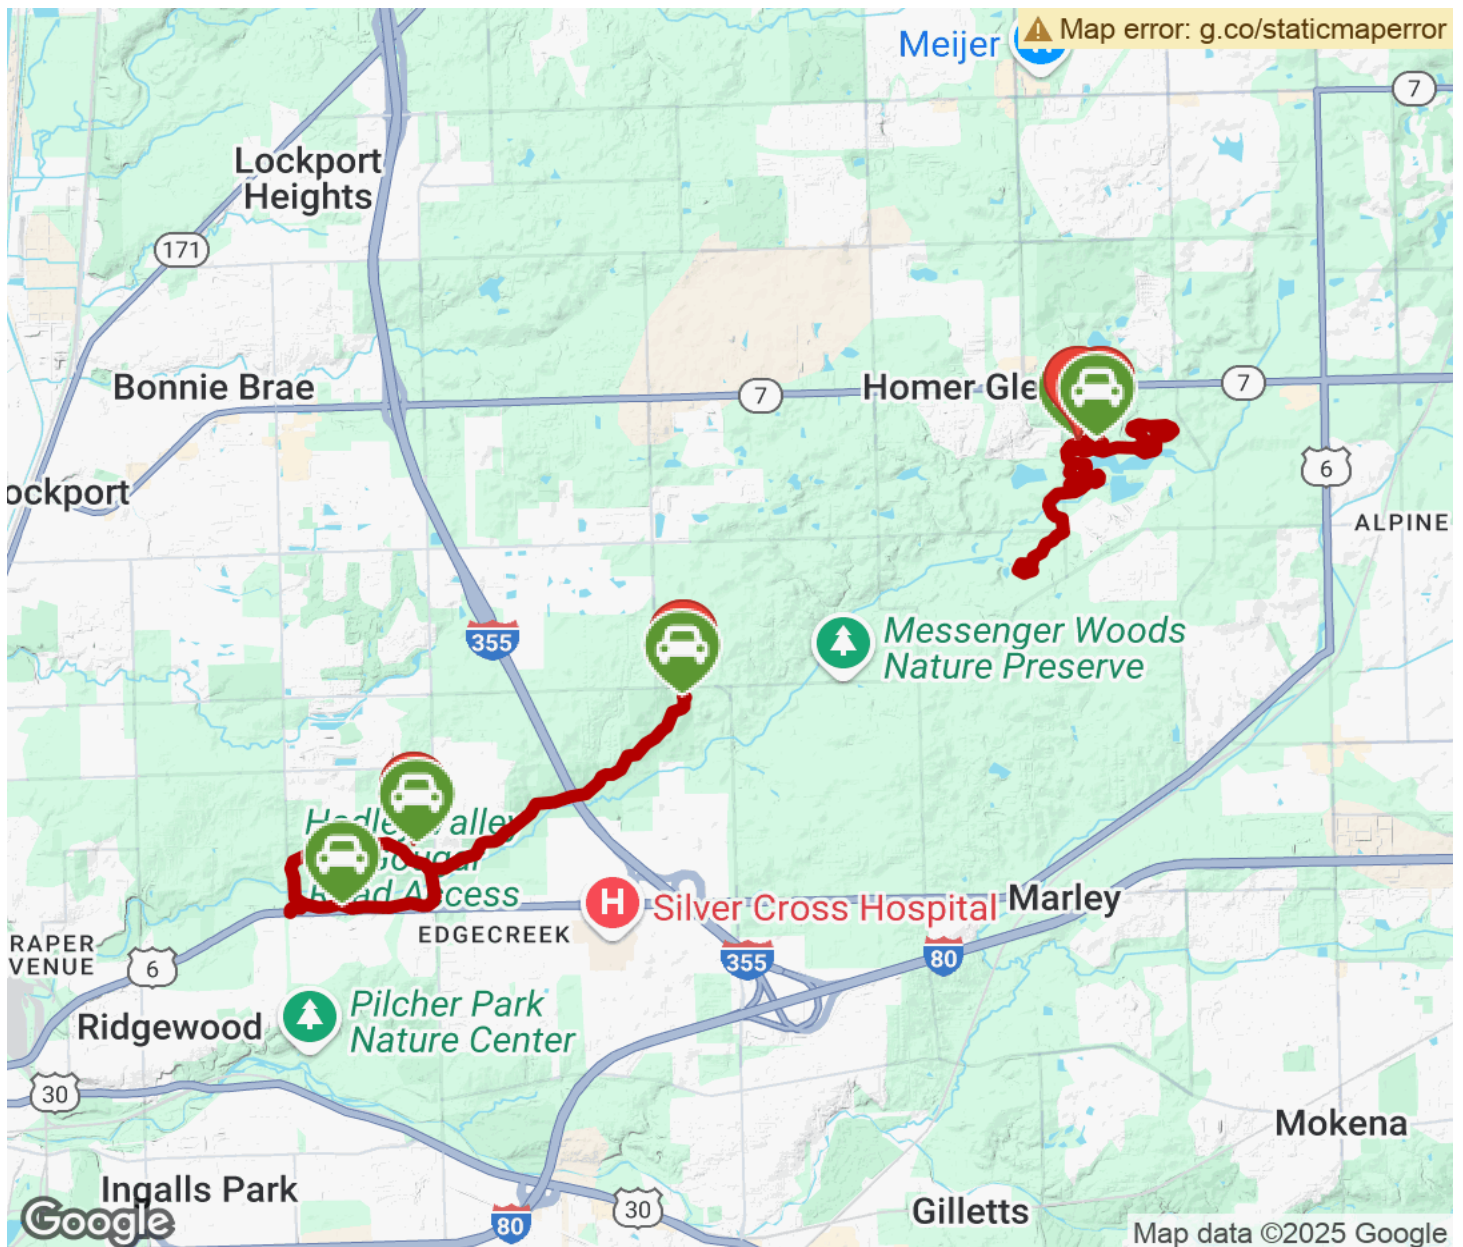 Map error: g.co/staticmaperror
Meijer
7
Lockport
Heights
171
Bonnie Brae
7
Homer Gle
7
6
ockport
ALPINE
355
Messenger Woods
Nature Preserve
Road Access
H
Silver Cross Hospital
Marley
EDGECREEK
RAPER
VENUE
6
355
80
Pilcher Park
Nature Center
Ridgewood
30
Mokena
Ingalls Park
30
Gilletts
80
Google
Map data ©2025 Google